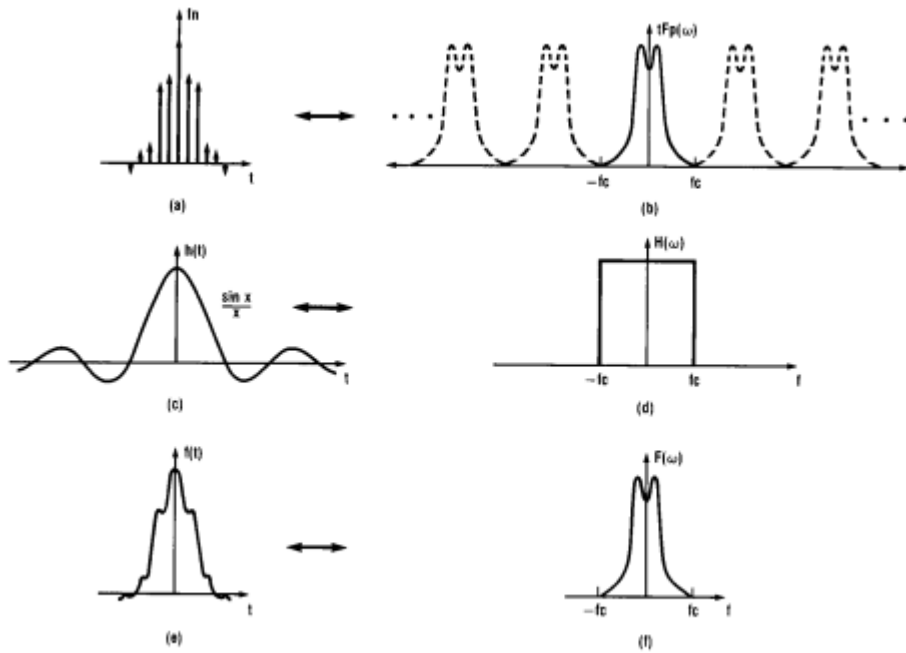 fn
t
(a)
tFp(ω)
−fc
fc
(b)
h(t)
sin x
x
t
(c)
H(ω)
−fc
fc
f
(d)
f(t)
t
(e)
F(ω)
−fc
fc
f
(f)